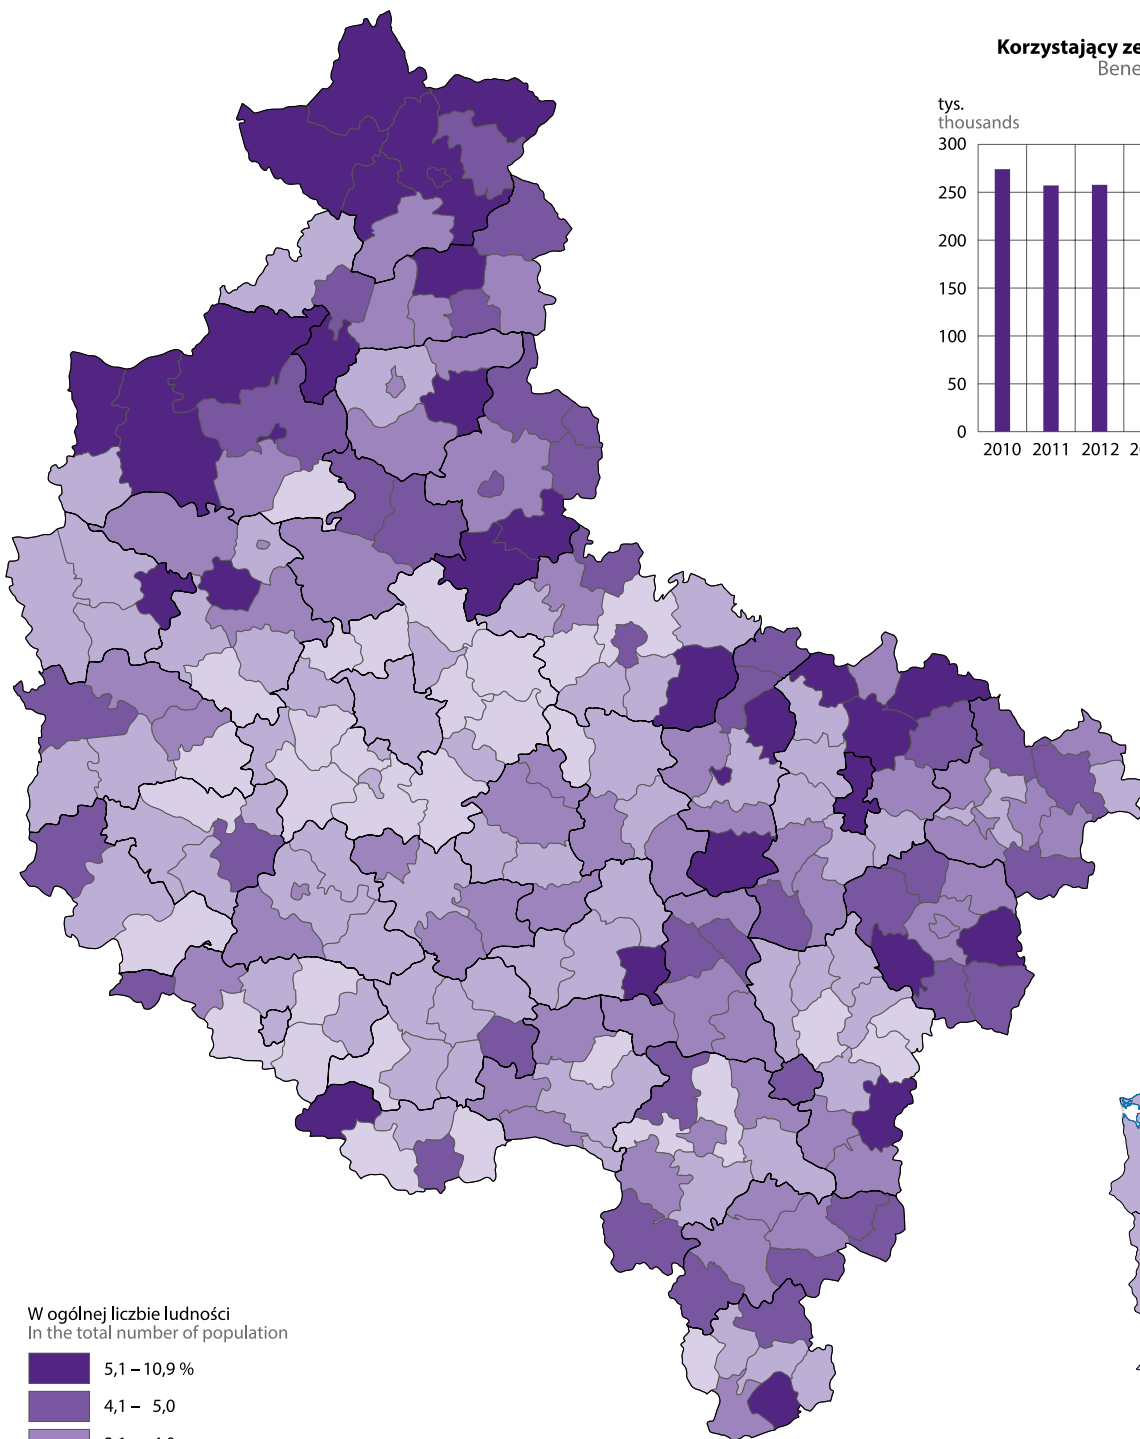 Korzystający ze
Bene
tys.
thousands
300
250
200
150
100
50
0
2010 2011 2012 20
W ogólnej liczbie ludności
In the total number of population
5,1 – 10,9 %
4,1 – 5,0